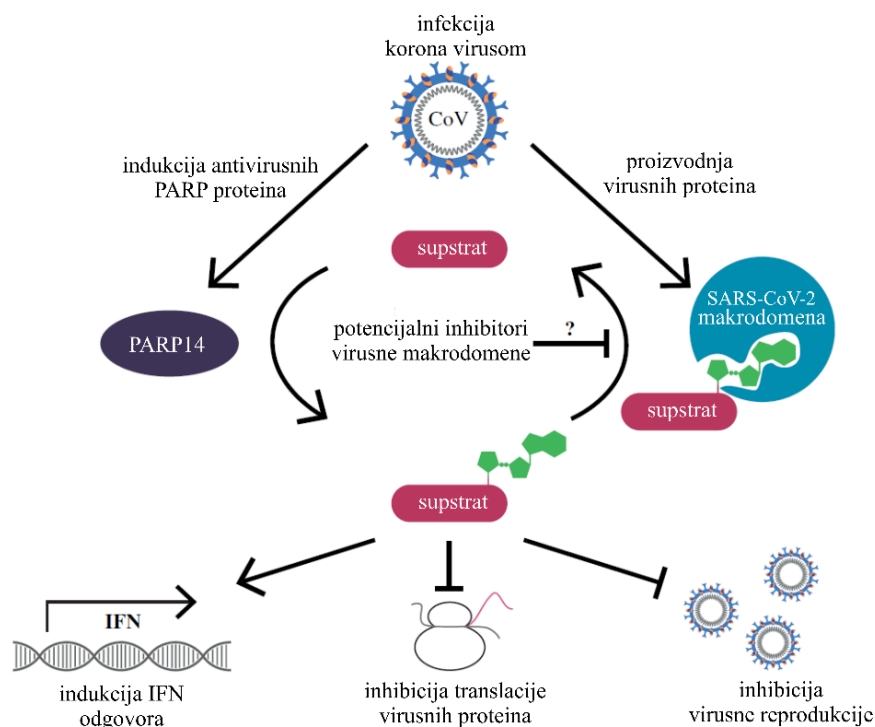 infekcija
korona virusom
CoV
indukcija antivirusnih
PARP proteina
proizvodnja
virusnih proteina
supstrat
SARS-CoV-2
makrodomena
PARP14
potencijalni inhibitori
virusne makrodomene
?
supstrat
supstrat
IFN
indukcija IFN
odgovora
inhibicija translacije
virusnih proteina
inhibicija
virusne reprodukcije